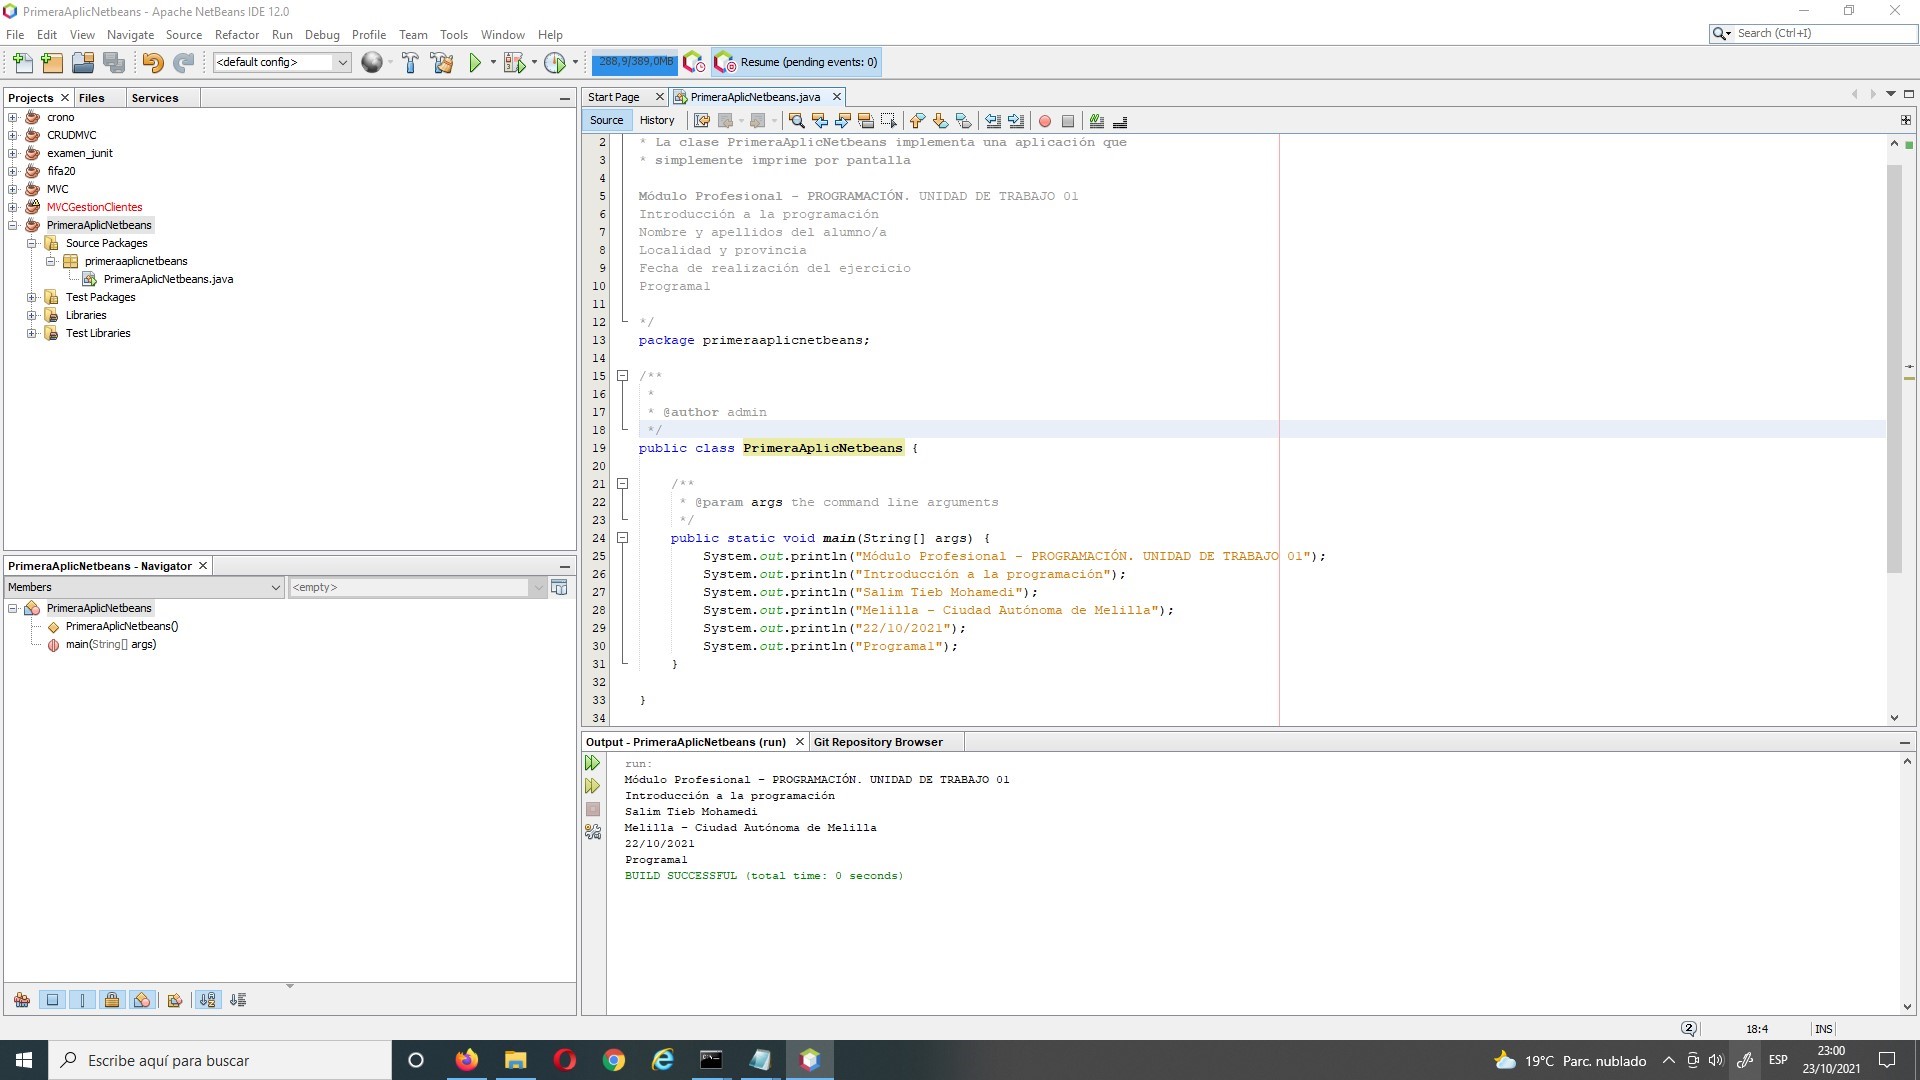 PrimeraAplicNetbeans - Apache NetBeans IDE 12.0
File Edit View Navigate Source Refactor Run Debug Profile Team Tools Window Help
Search (Ctrl+I)
<default config>
288,9/389,0MB
Resume (pending events: 0)
Projects Files Services
crono
CRUDMVC
examen_junit
fifa20
MVC
MVCGestionClientes
PrimeraAplicNetbeans
Source Packages
primeraaplicnetbeans
PrimeraAplicNetbeans.java
Test Packages
Libraries
Test Libraries
PrimeraAplicNetbeans - Navigator
Members
<empty>
PrimeraAplicNetbeans
PrimeraAplicNetbeans()
main(String[] args)
Start Page PrimeraAplicNetbeans.java
Source History
2 * La clase PrimeraAplicNetbeans implementa una aplicación que
3 * simplemente imprime por pantalla
4
5 Módulo Profesional - PROGRAMACIÓN. UNIDAD DE TRABAJO 01
6 Introducción a la programación
7 Nombre y apellidos del alumno/a
8 Localidad y provincia
9 Fecha de realización del ejercicio
10 Programa1
11
12 */
13 package primeraaplicnetbeans;
14
15 /**
16 *
17 * @author admin
18 */
19 public class PrimeraAplicNetbeans {
20
21 /**
22 * @param args the command line arguments
23 */
24 public static void main(String[] args) {
25 System.out.println("Módulo Profesional - PROGRAMACIÓN. UNIDAD DE TRABAJO 01");
26 System.out.println("Introducción a la programación");
27 System.out.println("Salim Tieb Mohamedi");
28 System.out.println("Melilla - Ciudad Autónoma de Melilla");
29 System.out.println("22/10/2021");
30 System.out.println("Programa1");
31 }
32
33 }
34
Output - PrimeraAplicNetbeans (run) Git Repository Browser
run:
Módulo Profesional - PROGRAMACIÓN. UNIDAD DE TRABAJO 01
Introducción a la programación
Salim Tieb Mohamedi
Melilla - Ciudad Autónoma de Melilla
22/10/2021
Programa1
BUILD SUCCESSFUL (total time: 0 seconds)
2 18:4 INS
Escribe aquí para buscar
19°C Parc. nublado
ESP
23:00
23/10/2021